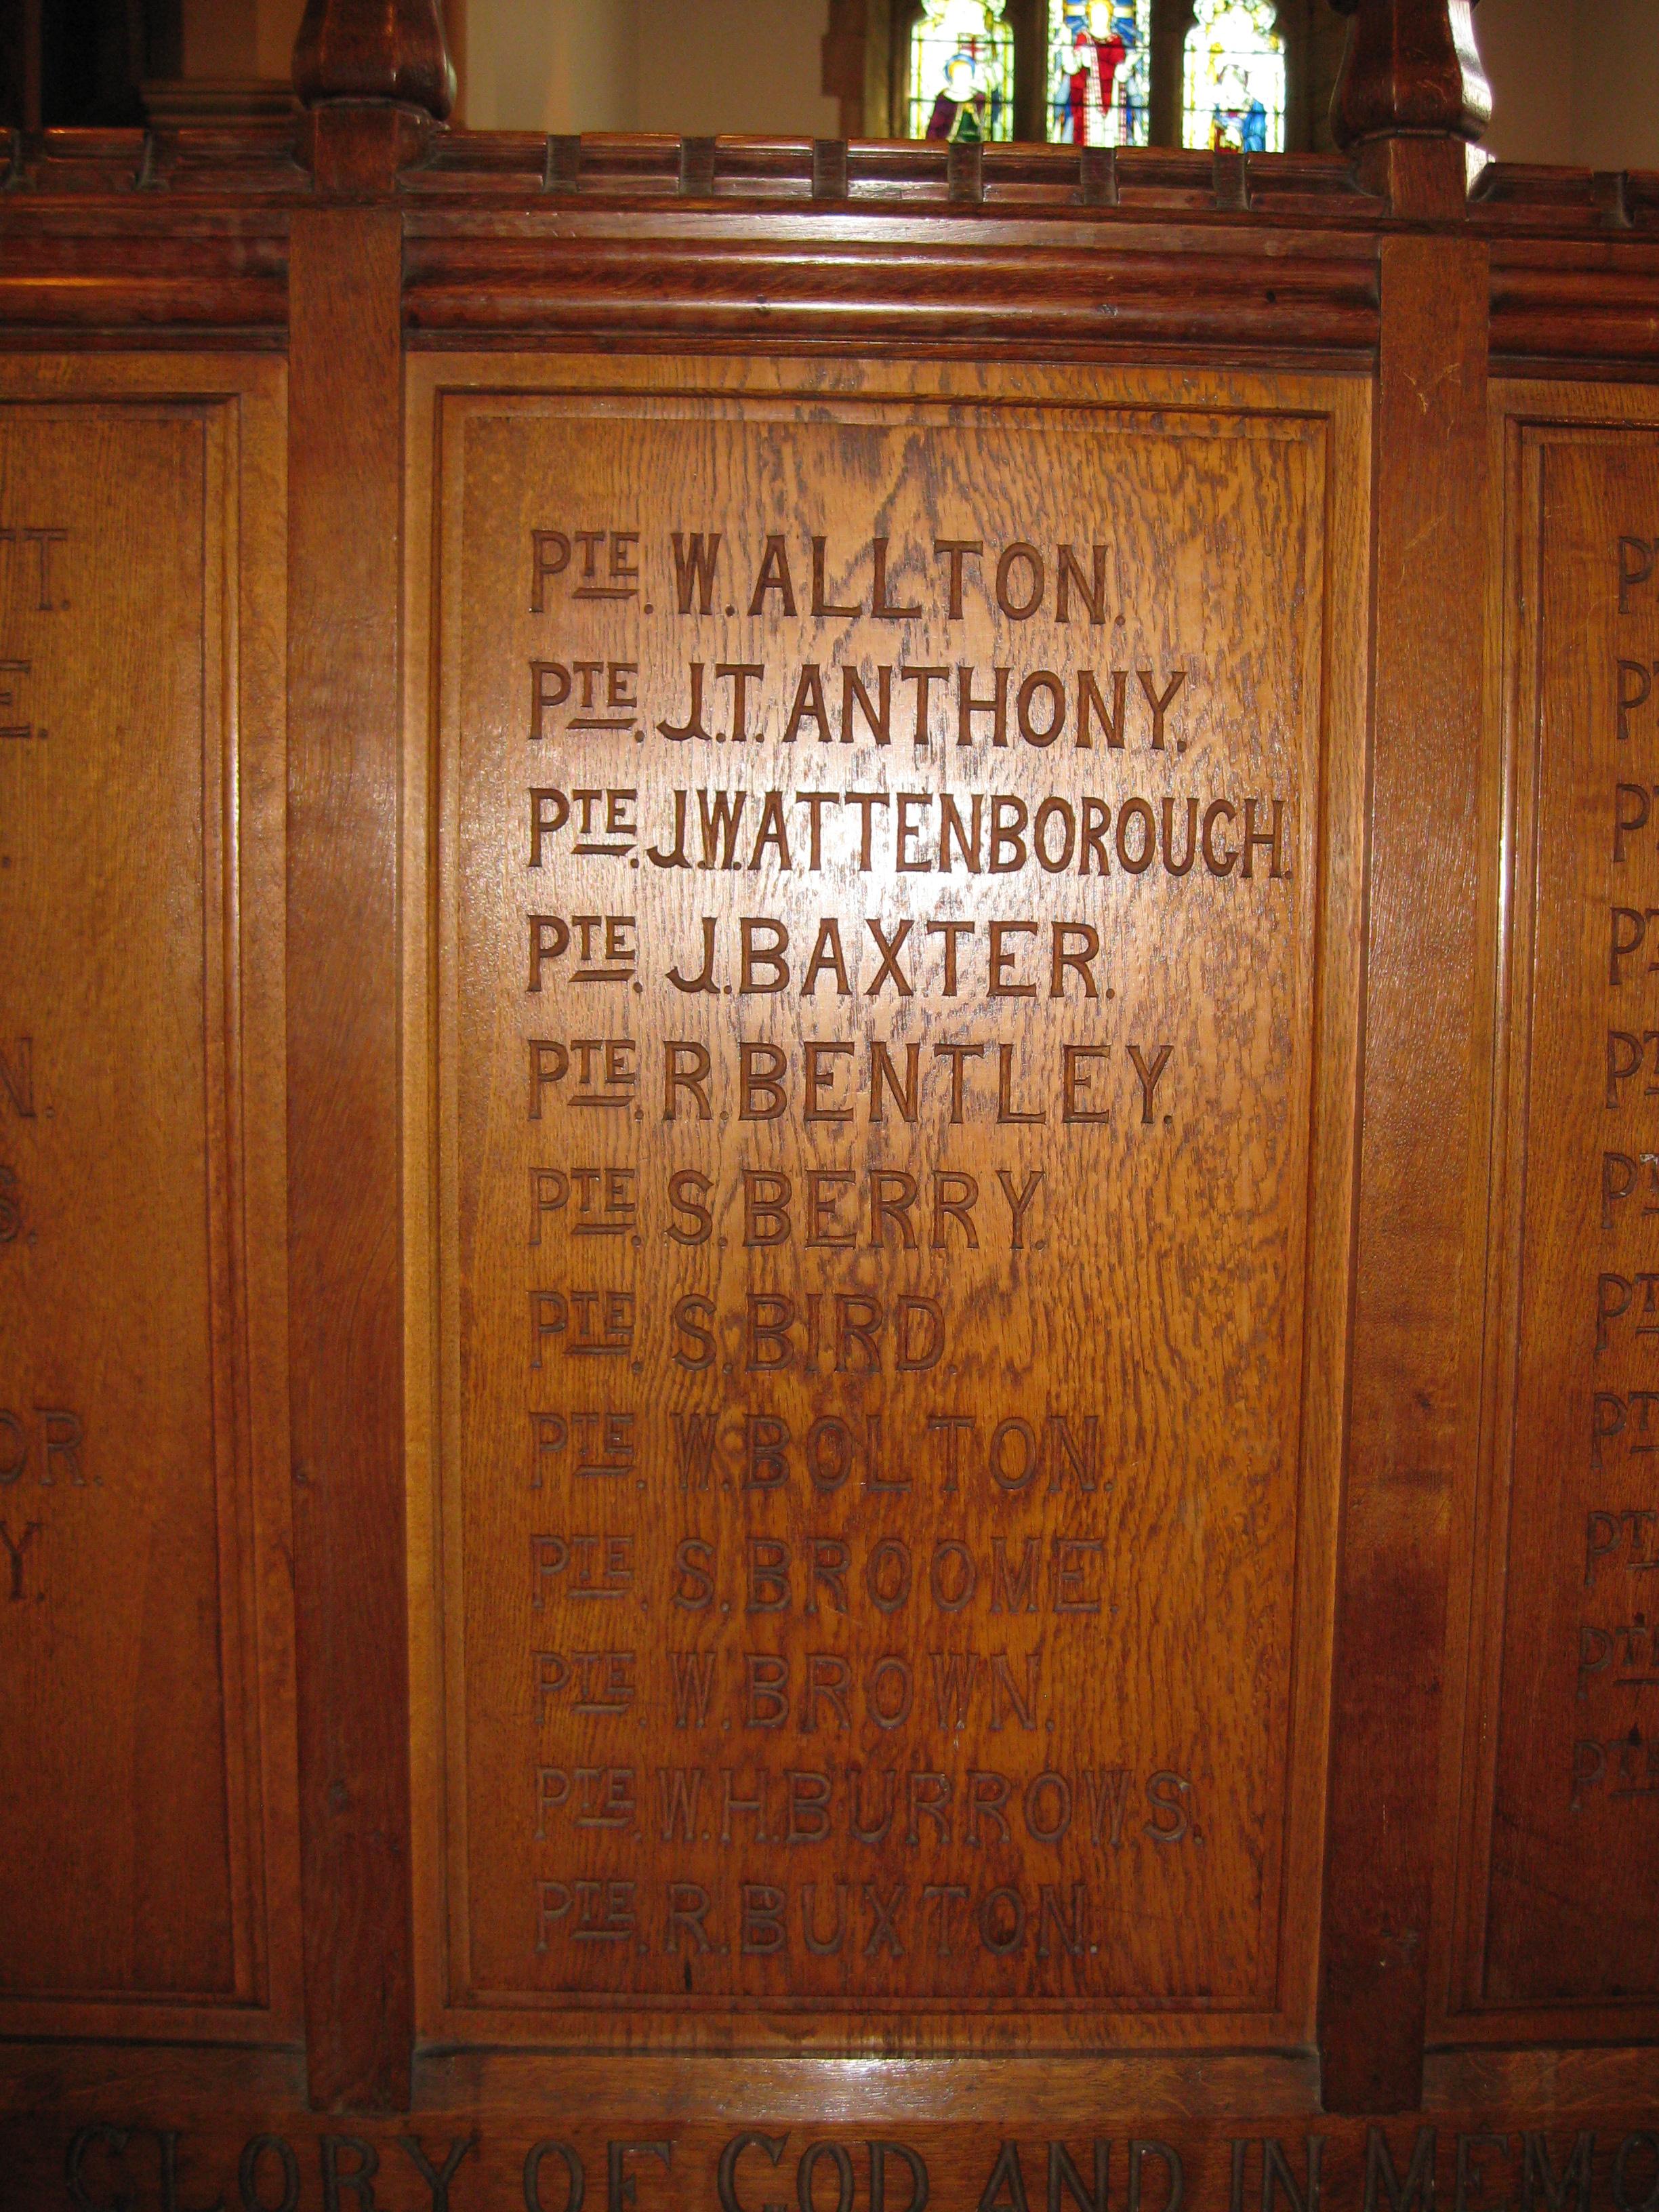 PTE. W. ALLTON.
PTE. J.T. ANTHONY.
PTE. J.W. ATTENBOROUGH.
PTE. J. BAXTER.
PTE. R. BENTLEY.
PTE. S. BERRY.
PTE. S. BIRD.
PTE. W. BOLTON.
PTE. S. BROOME.
PTE. W. BROWN.
PTE. W.H. BURROWS.
PTE. R. BUXTON.
GLORY OF GOD AND IN